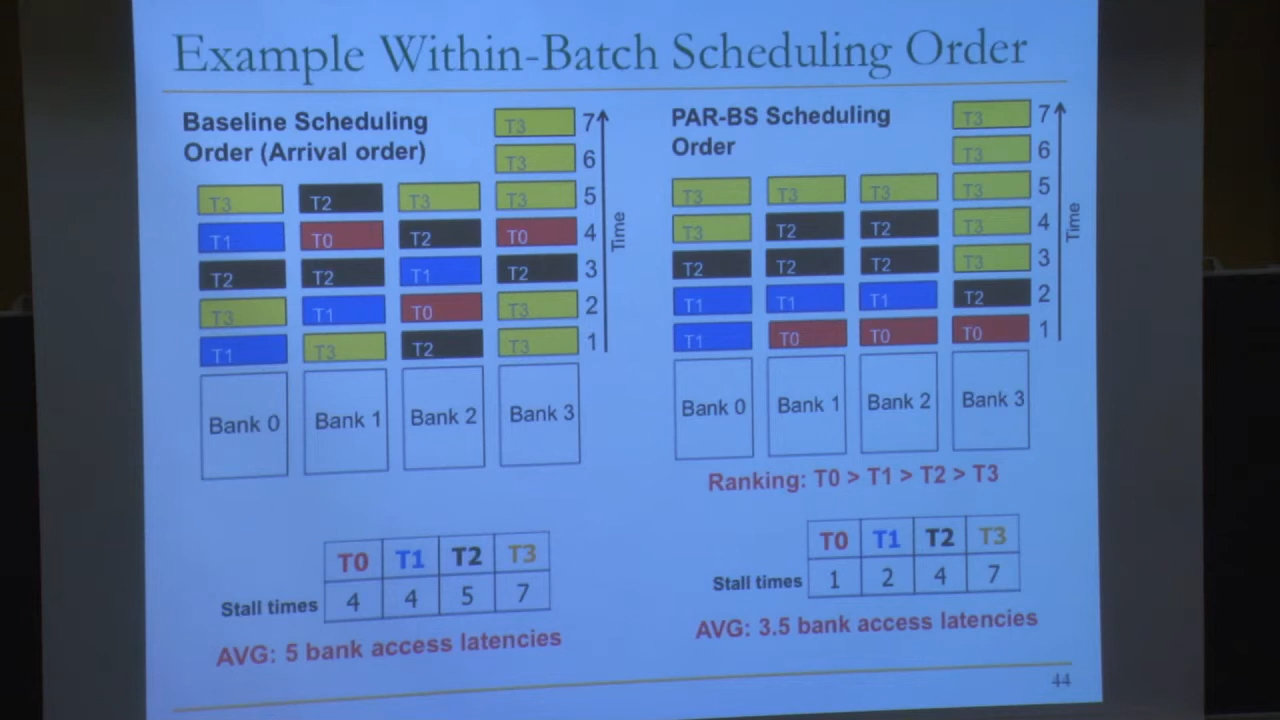 Example Within-Batch Scheduling Order
Baseline Scheduling
Order (Arrival order)
T3 7
T3 6
T3 T2 T3 T3 5
T1 T0 T2 T0 4
T2 T2 T1 T2 3
T3 T1 T0 T3 2
T1 T3 T2 T3 1
Time
Bank 0 Bank 1 Bank 2 Bank 3
T0 T1 T2 T3
Stall times 4 4 5 7
AVG: 5 bank access latencies
PAR-BS Scheduling
Order
T3 7
T3 6
T3 T3 T3 T3 5
T3 T2 T2 T3 4
T2 T2 T2 T3 3
T1 T1 T1 T2 2
T1 T0 T0 T0 1
Time
Bank 0 Bank 1 Bank 2 Bank 3
Ranking: T0 > T1 > T2 > T3
T0 T1 T2 T3
Stall times 1 2 4 7
AVG: 3.5 bank access latencies
44